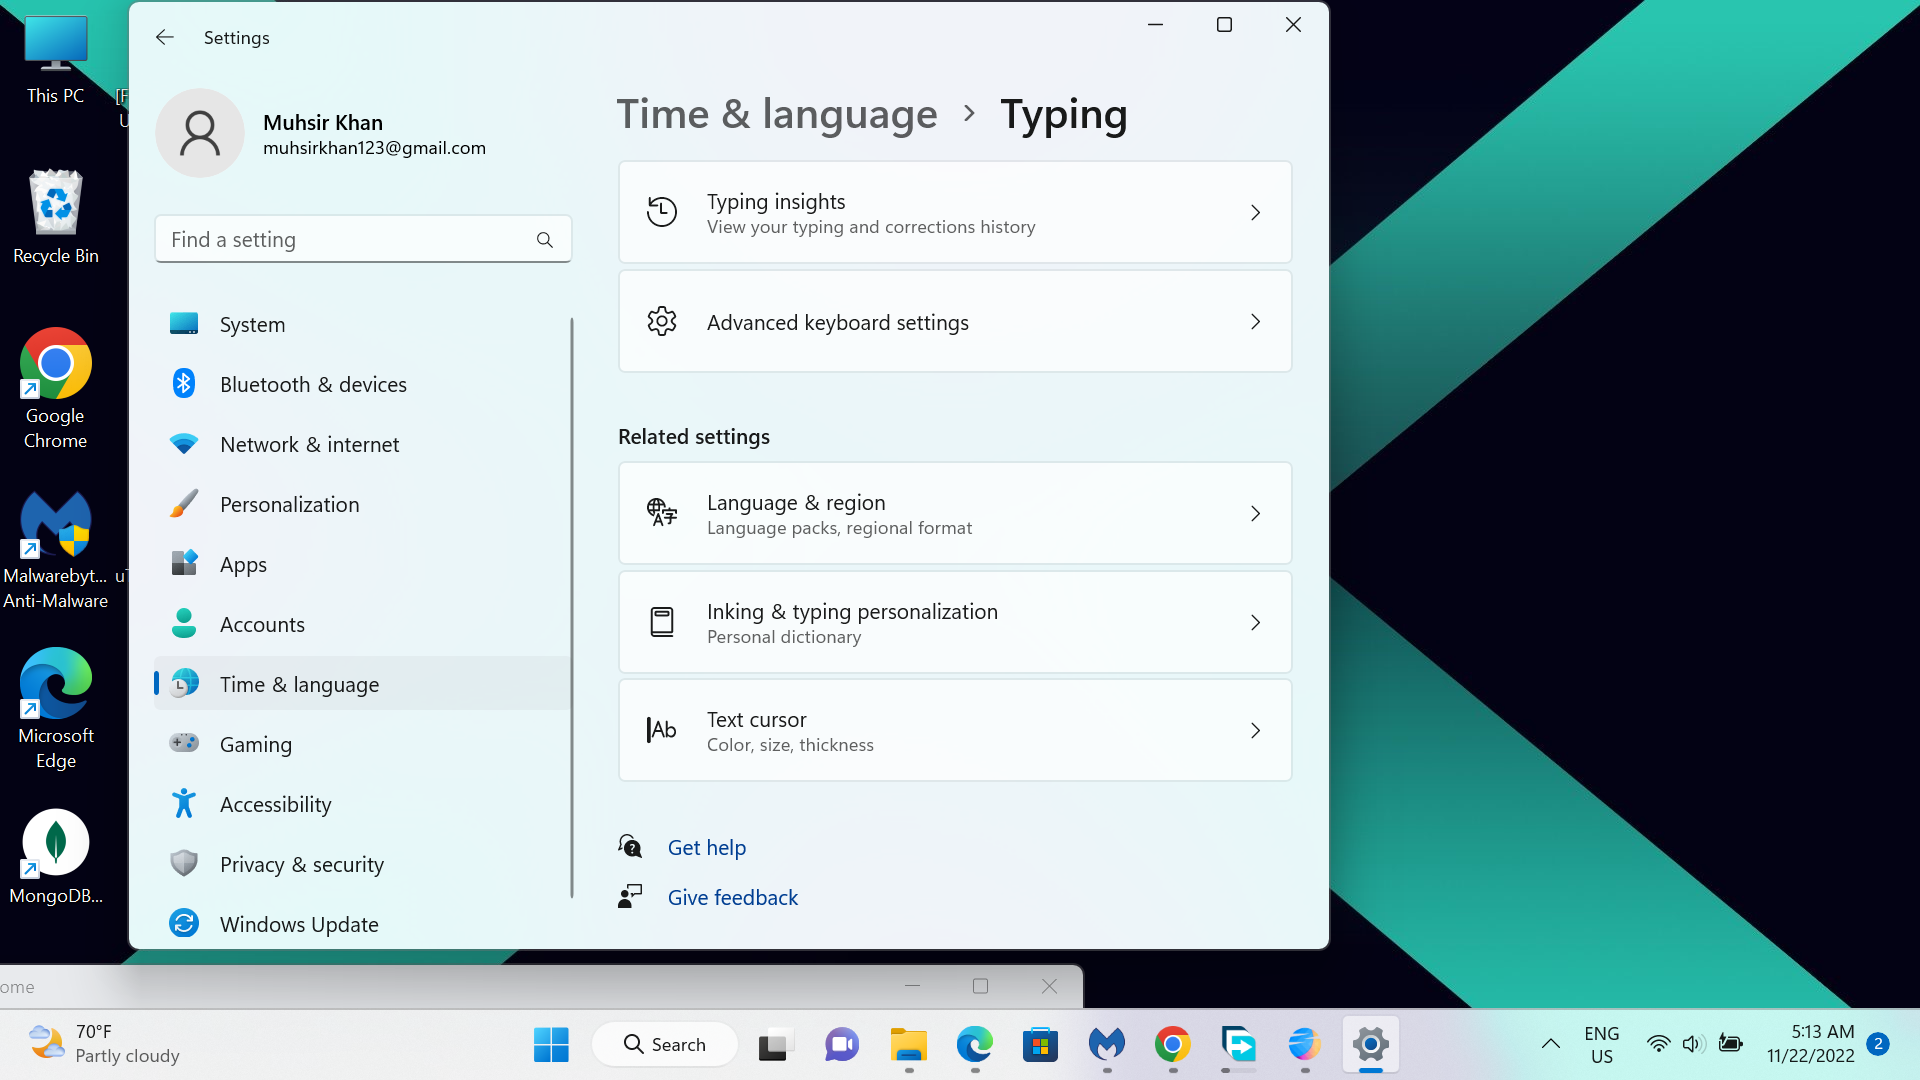 This PC
Recycle Bin
Google
Chrome
Malwarebyt...
Anti-Malware
Microsoft
Edge
MongoDB...
[F
U
uT
Settings
Muhsir Khan
muhsirkhan123@gmail.com
Find a setting
System
Bluetooth & devices
Network & internet
Personalization
Apps
Accounts
Time & language
Gaming
Accessibility
Privacy & security
Windows Update
Time & language > Typing
Typing insights
View your typing and corrections history
Advanced keyboard settings
Related settings
Language & region
Language packs, regional format
Inking & typing personalization
Personal dictionary
Text cursor
Color, size, thickness
Get help
Give feedback
ome
70°F
Partly cloudy
Search
ENG
US
5:13 AM
11/22/2022
2